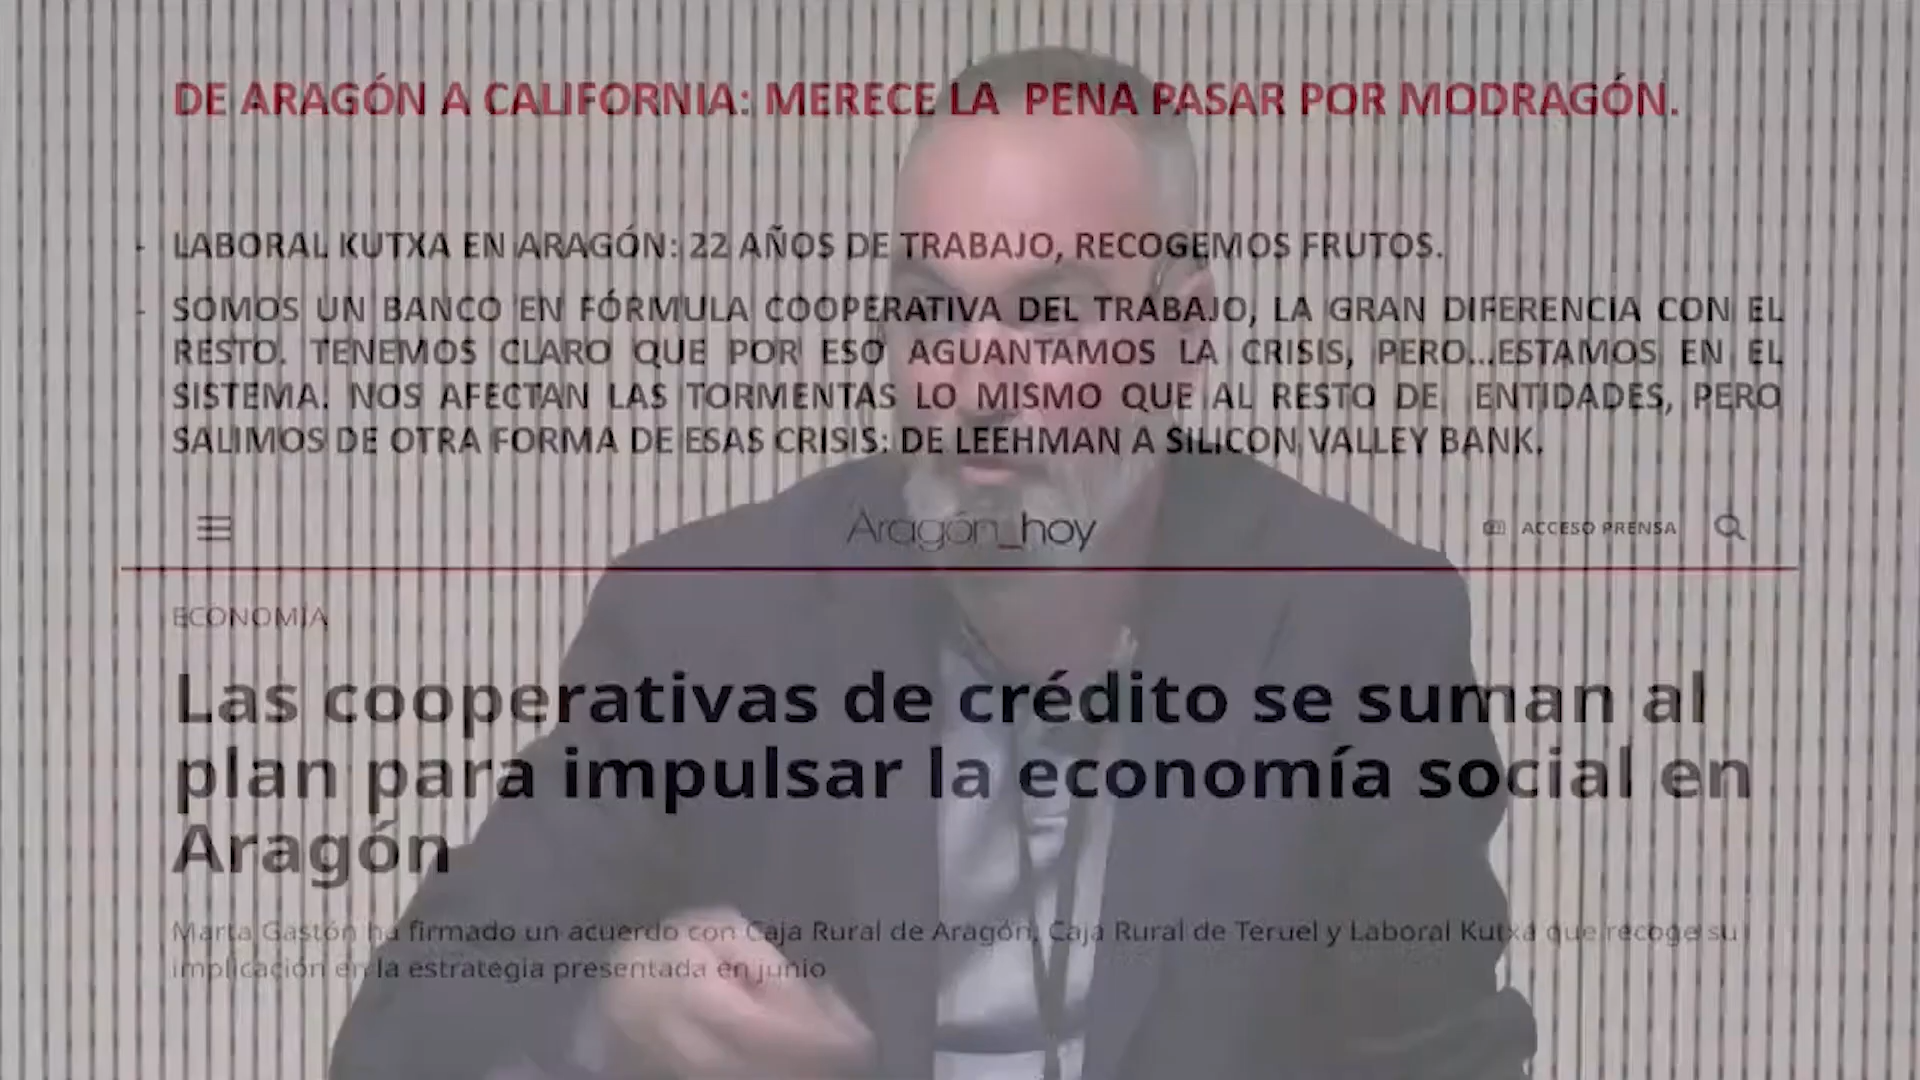 DE ARAGÓN A CALIFORNIA: MERECE LA PENA PASAR POR MODRAGÓN.
- LABORAL KUTXA EN ARAGÓN: 22 AÑOS DE TRABAJO, RECOGEMOS FRUTOS.
- SOMOS UN BANCO EN FÓRMULA COOPERATIVA DEL TRABAJO, LA GRAN DIFERENCIA CON EL
RESTO. TENEMOS CLARO QUE POR ESO AGUANTAMOS LA CRISIS, PERO...ESTAMOS EN EL
SISTEMA. NOS AFECTAN LAS TORMENTAS LO MISMO QUE AL RESTO DE ENTIDADES, PERO
SALIMOS DE OTRA FORMA DE ESAS CRISIS: DE LEEHMAN A SILICON VALLEY BANK.
Aragón_hoy
ACCESO PRENSA
ECONOMÍA
Las cooperativas de crédito se suman al
plan para impulsar la economía social en
Aragón
Marta Gastón ha firmado un acuerdo con Caja Rural de Aragón, Caja Rural de Teruel y Laboral Kutxa que recoge su
implicación en la estrategia presentada en junio